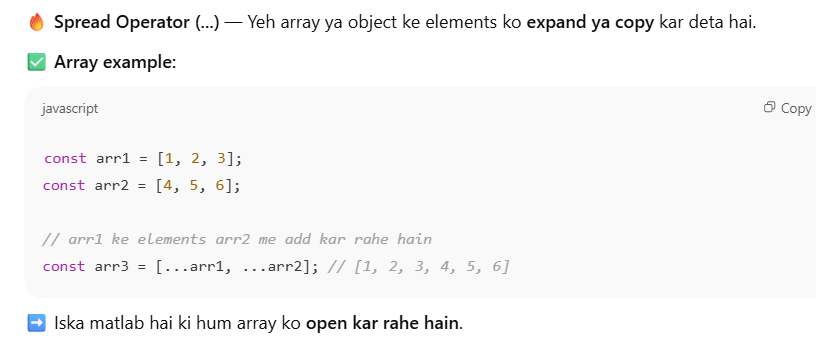 🔥 Spread Operator (...) — Yeh array ya object ke elements ko expand ya copy kar deta hai.
✅ Array example:
javascript
Copy
const arr1 = [1, 2, 3];
const arr2 = [4, 5, 6];
// arr1 ke elements arr2 me add kar rahe hain
const arr3 = [...arr1, ...arr2]; // [1, 2, 3, 4, 5, 6]
➡️ Iska matlab hai ki hum array ko open kar rahe hain.